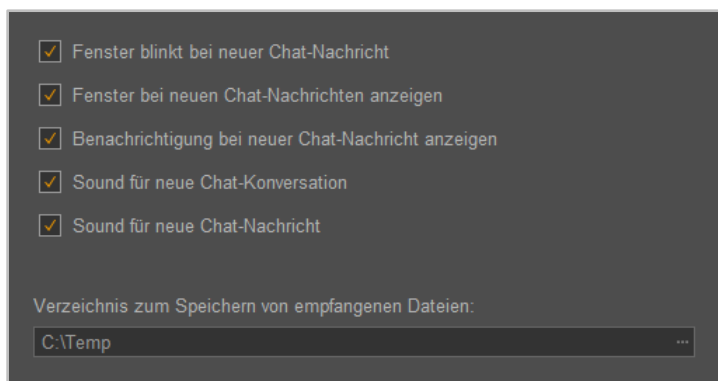 Fenster blinkt bei neuer Chat-Nachricht
Fenster bei neuen Chat-Nachrichten anzeigen
Benachrichtigung bei neuer Chat-Nachricht anzeigen
Sound für neue Chat-Konversation
Sound für neue Chat-Nachricht
Verzeichnis zum Speichern von empfangenen Dateien:
C:\Temp ...